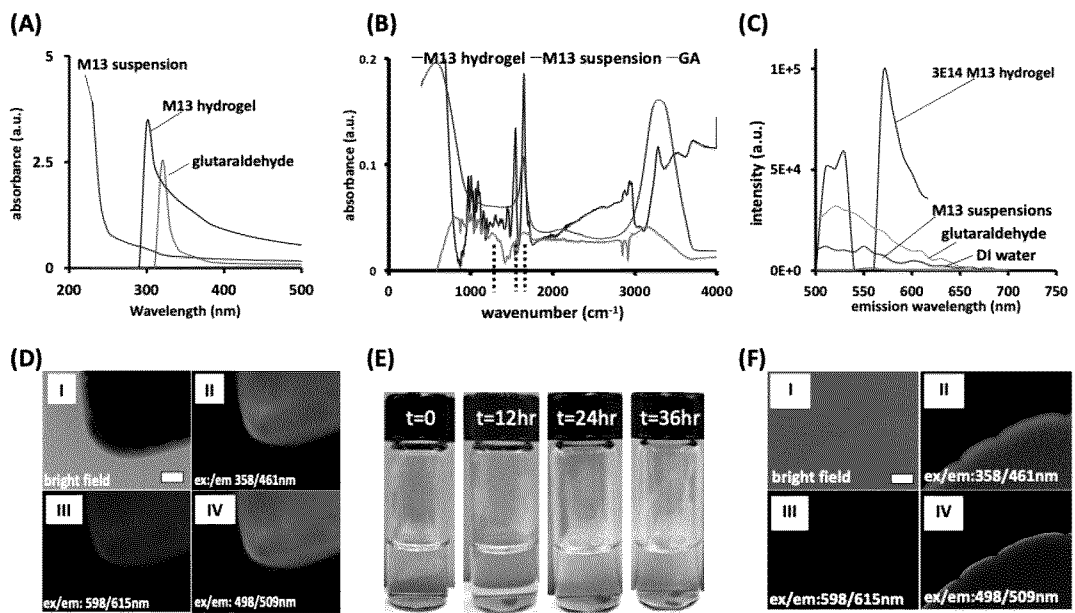 (A)
5
M13 suspension
M13 hydrogel
glutaraldehyde
2.5
0
absorbance (a.u.)
200 300 400 500
Wavelength (nm)
(B)
0.2
M13 hydrogel M13 suspension GA
0.1
0
absorbance (a.u.)
1000 2000 3000 4000
wavenumber (cm⁻¹)
(C)
1E+5
3E14 M13 hydrogel
5E+4
M13 suspensions
glutaraldehyde
DI water
0E+0
intensity (a.u.)
500 550 600 650 700 750
emission wavelength (nm)
(D)
I
bright field
II
ex:/em 358/461nm
III
ex/em: 598/615nm
IV
ex/em: 498/509nm
(E)
t=0
t=12hr
t=24hr
t=36hr
(F)
I
bright field
II
ex/em:358/461nm
III
ex/em:598/615nm
IV
ex/em:498/509nm